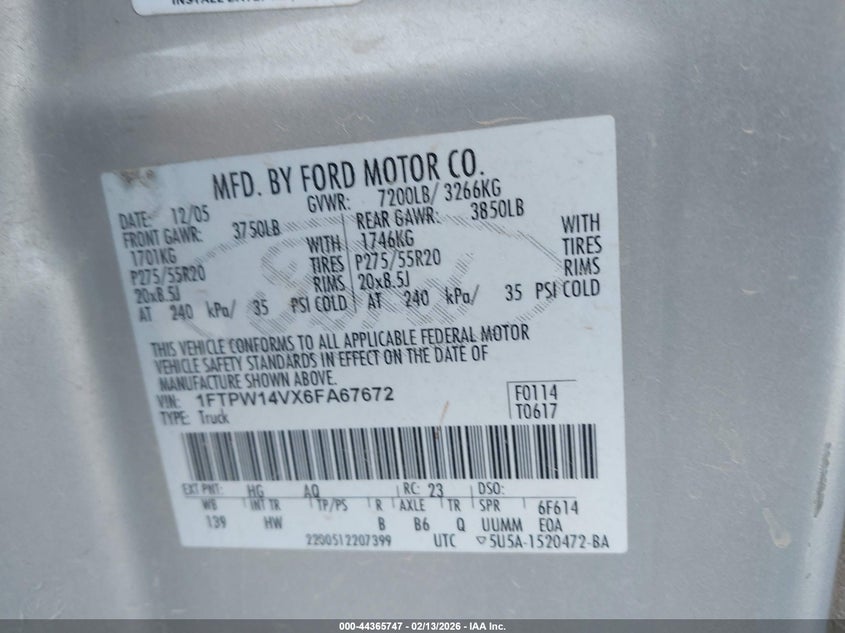 MFD. BY FORD MOTOR CO.
DATE: 12/05 GVWR: 7200LB/ 3266KG
FRONT GAWR: 3750LB REAR GAWR: 3850LB
1701KG WITH 1746KG WITH
P275/55R20 TIRES P275/55R20 TIRES
20x8.5J RIMS 20x8.5J RIMS
AT 240 kPa/ 35 PSI COLD AT 240 kPa/ 35 PSI COLD
THIS VEHICLE CONFORMS TO ALL APPLICABLE FEDERAL MOTOR
VEHICLE SAFETY STANDARDS IN EFFECT ON THE DATE OF
MANUFACTURE SHOWN ABOVE.
VIN: 1FTPW14VX6FA67672 F0114
TYPE: Truck T0617
EXT PNT: HG AQ RC: 23 DSO:
WB INT TR TP/PS R AXLE TR SPR 6F614
139 HW B B6 Q UUMM E0A
2200512207399 UTC ▽5U5A-1520472-BA
000-44365747 - 02/13/2026 - IAA Inc.